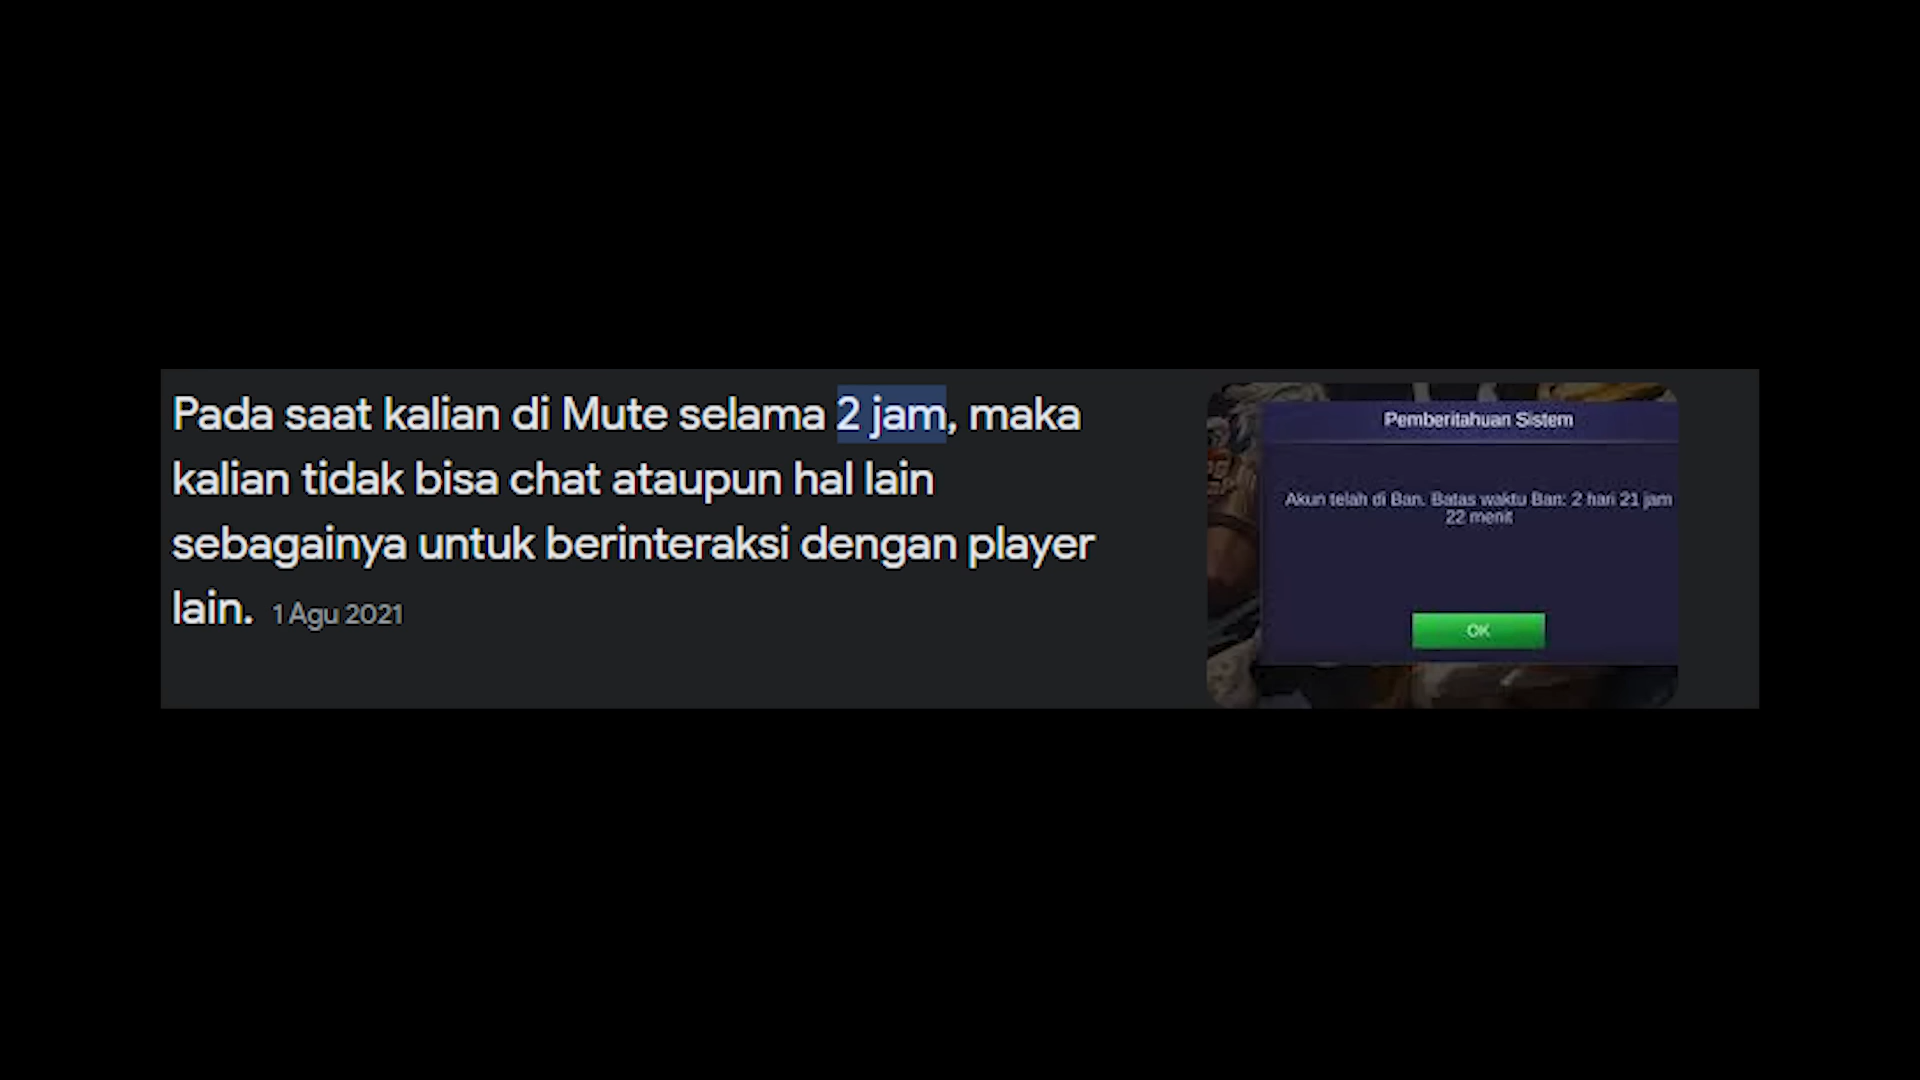 Pada saat kalian di Mute selama 2 jam, maka
kalian tidak bisa chat ataupun hal lain
sebagainya untuk berinteraksi dengan player
lain. 1 Agu 2021
Pemberitahuan Sistem
Akun telah di Ban. Batas waktu Ban: 2 hari 21 jam
22 menit
OK